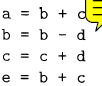 a = b + c
b = b - d
c = c + d
e = b + c